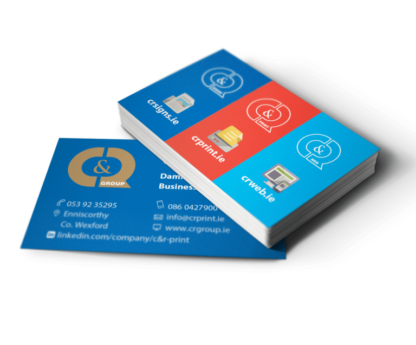 crsigns.ie
crprint.ie
crweb.ie
C&R
GROUP
Business
053 92 35295
086 0427900
Enniscorthy
info@crprint.ie
Co. Wexford
www.crgroup.ie
linkedin.com/company/c&r-print